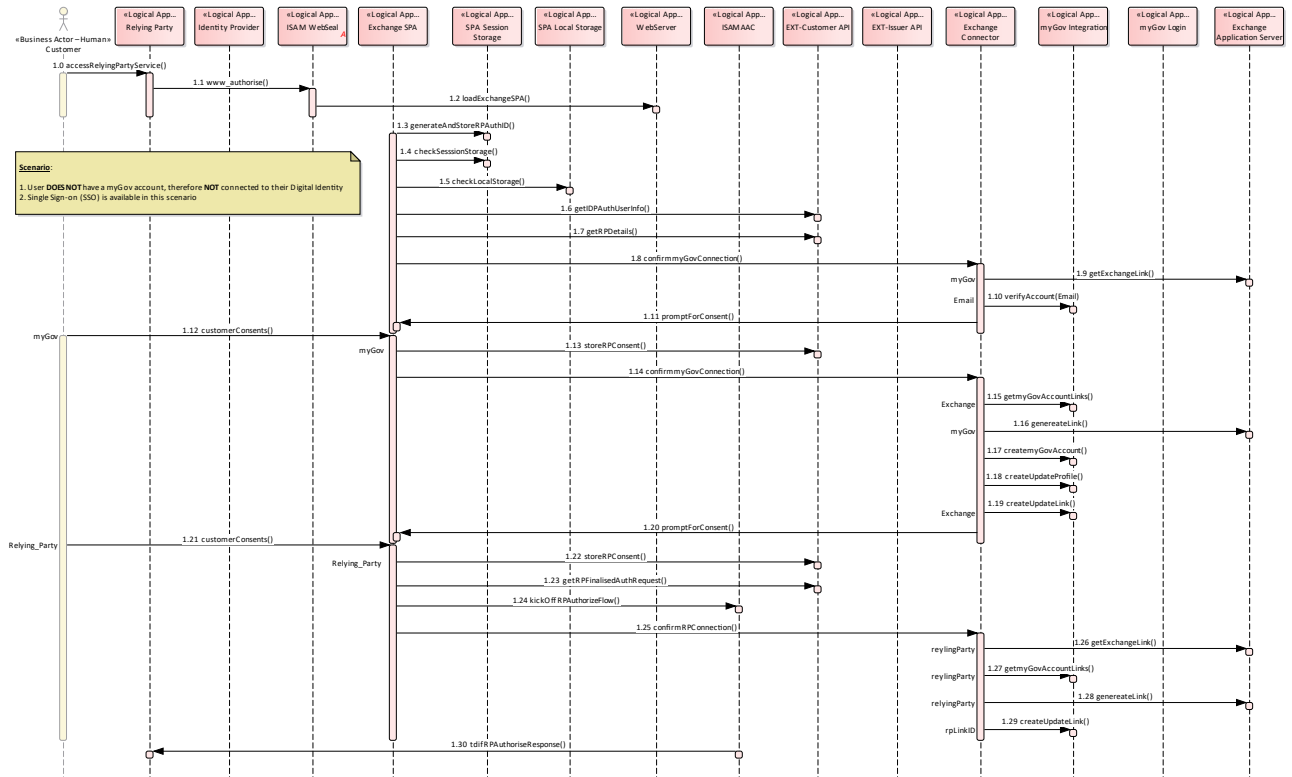 «Business Actor–Human»
Customer
«Logical App...
Relying Party
«Logical App...
Identity Provider
«Logical App...
ISAM WebSeal
A
«Logical App...
Exchange SPA
«Logical App...
SPA Session
Storage
«Logical App...
SPA Local Storage
«Logical App...
WebServer
«Logical App...
ISAMAAC
«Logical App...
EXT-Customer API
«Logical App...
EXT-Issuer API
«Logical App...
Exchange
Connector
«Logical App...
myGov Integration
«Logical App...
myGov Login
«Logical App...
Exchange
Application Server
1.0 accessRelyingPartyService()
1.1 www_authorise()
1.2 loadExchangeSPA()
1.3 generateAndStoreRPAuthID()
1.4 checkSesssionStorage()
Scenario:
1. User DOES NOT have a myGov account, therefore NOT connected to their Digital Identity
2. Single Sign-on (SSO) is available in this scenario
1.5 checkLocalStorage()
1.6 getIDPAuthUserInfo()
1.7 getRPDetails()
1.8 confirmmyGovConnection()
myGov
1.9 getExchangeLink()
Email
1.10 verifyAccount(Email)
1.11 promptForConsent()
myGov
1.12 customerConsents()
myGov
1.13 storeRPConsent()
1.14 confirmmyGovConnection()
Exchange
1.15 getmyGovAccountLinks()
myGov
1.16 genereateLink()
1.17 createmyGovAccount()
1.18 createUpdateProfile()
Exchange
1.19 createUpdateLink()
1.20 promptForConsent()
Relying_Party
1.21 customerConsents()
Relying_Party
1.22 storeRPConsent()
1.23 getRPFinalisedAuthRequest()
1.24 kickOffRPAuthorizeFlow()
1.25 confirmRPConnection()
reylingParty
1.26 getExchangeLink()
reylingParty
1.27 getmyGovAccountLinks()
relyingParty
1.28 genereateLink()
rpLinkID
1.29 createUpdateLink()
1.30 tdifRPAuthoriseResponse()